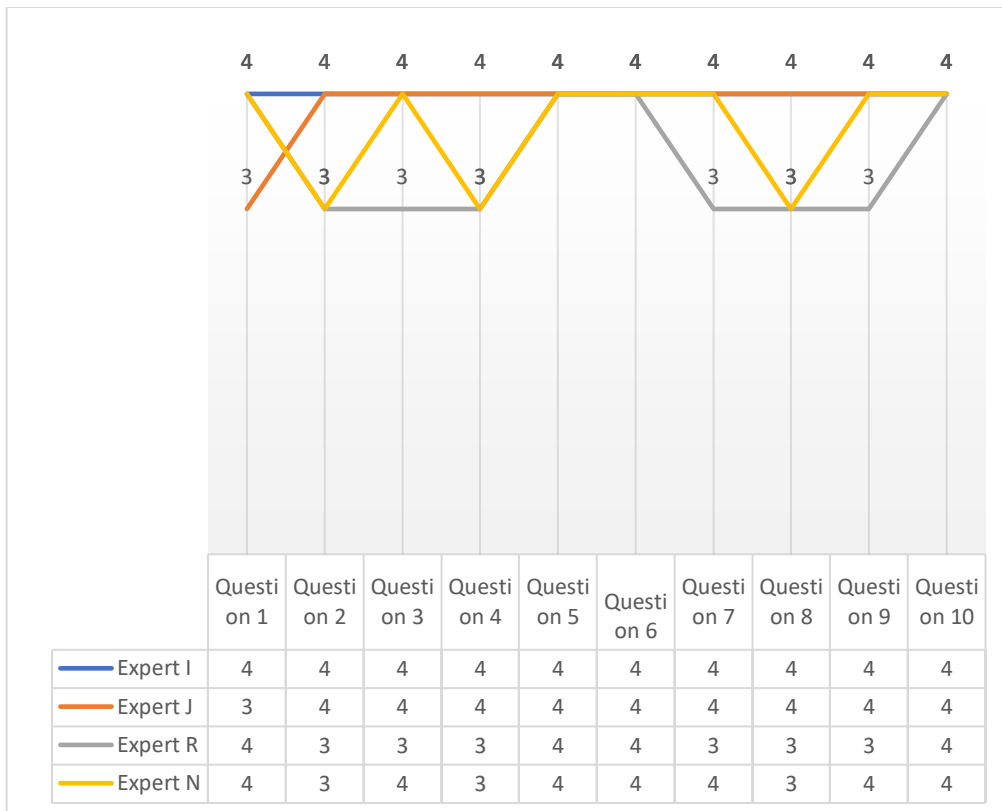 4 4 4 4 4 4 4 4 4 4
3 3 3 3 3 3 3
Questi Questi Questi Questi Questi Questi Questi Questi Questi Questi
on 1 on 2 on 3 on 4 on 5 on 6 on 7 on 8 on 9 on 10
Expert I 4 4 4 4 4 4 4 4 4 4
Expert J 3 4 4 4 4 4 4 4 4 4
Expert R 4 3 3 3 4 4 3 3 3 4
Expert N 4 3 4 3 4 4 4 3 4 4